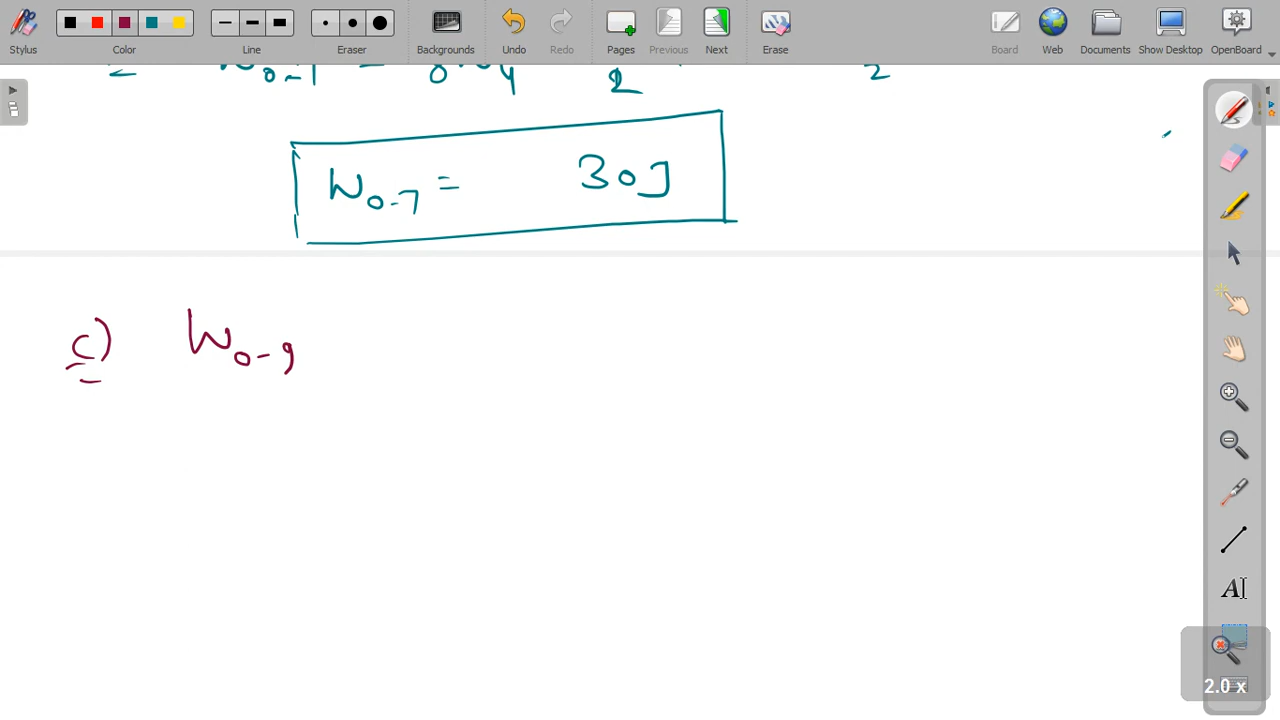 Stylus Color Line Eraser Backgrounds Undo Redo Pages Previous Next Erase Board Web Documents Show Desktop OpenBoard
W0-7 = 30J
c) W0-9
2.0 x